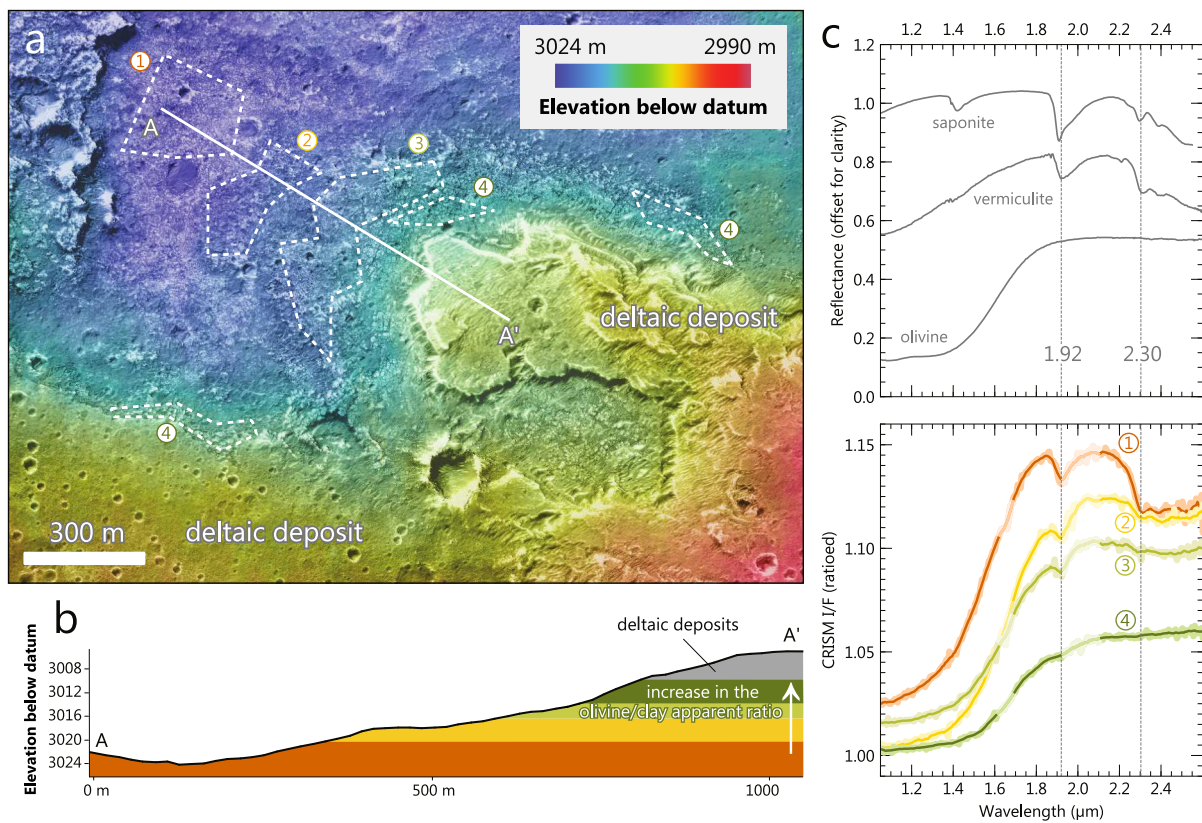 a
3024 m 2990 m
Elevation below datum
1
A
2
3
4
4
A'
deltaic deposit
4
deltaic deposit
300 m
b
Elevation below datum
3008
3012
3016
3020
3024
A
deltaic deposits
A'
increase in the
olivine/clay apparent ratio
0 m 500 m 1000
c
1.2 1.4 1.6 1.8 2.0 2.2 2.4
Reflectance (offset for clarity)
1.2
1.0
0.8
0.6
0.4
0.2
0.0
saponite
vermiculite
olivine
1.92 2.30
CRISM I/F (ratioed)
1.15
1.10
1.05
1.00
1
2
3
4
1.2 1.4 1.6 1.8 2.0 2.2 2.4
Wavelength (µm)